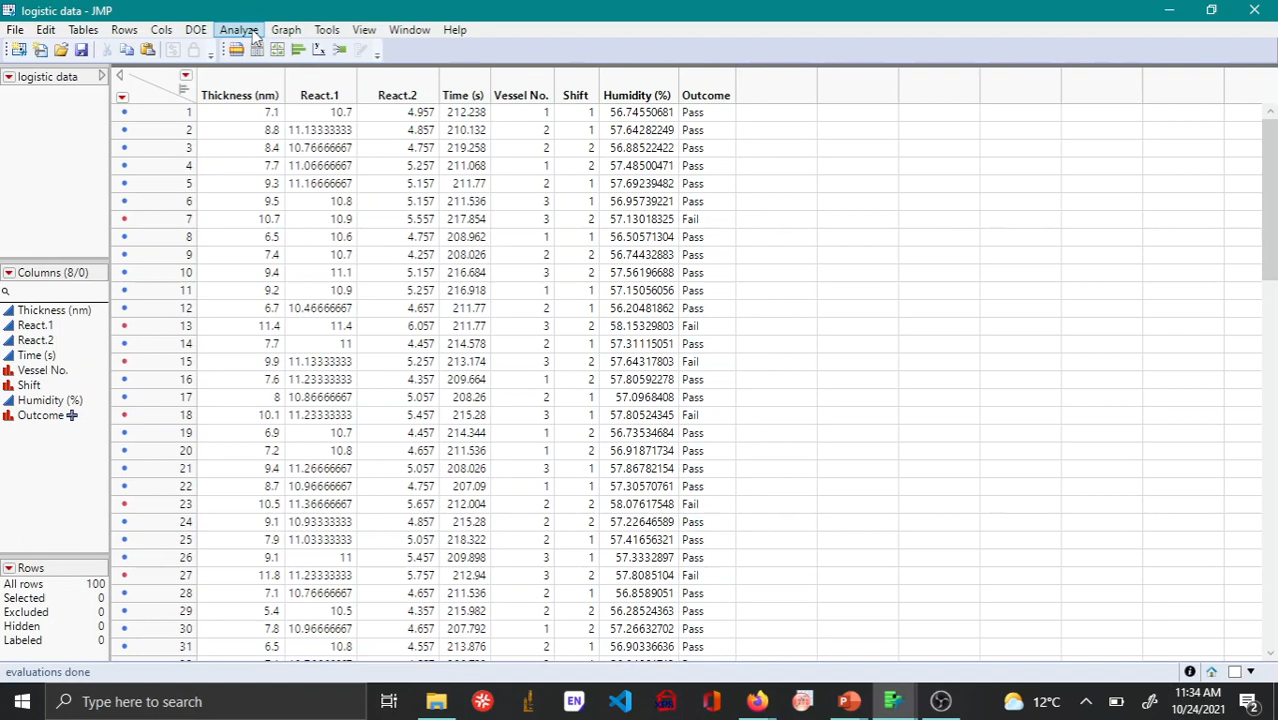 logistic data - JMP
File Edit Tables Rows Cols DOE Analyze Graph Tools View Window Help
logistic data
Thickness (nm) React.1 React.2 Time (s) Vessel No. Shift Humidity (%) Outcome
1 7.1 10.7 4.957 212.238 1 1 56.74550681 Pass
2 8.8 11.13333333 4.857 210.132 2 1 57.64282249 Pass
3 8.4 10.76666667 4.757 219.258 2 2 56.88522422 Pass
4 7.7 11.06666667 5.257 211.068 1 1 57.48500471 Pass
5 9.3 11.16666667 5.157 211.77 2 1 57.69239482 Pass
6 9.5 10.8 5.157 211.536 3 1 56.95739221 Pass
7 10.7 10.9 5.557 217.854 3 2 57.13018325 Fail
8 6.5 10.6 4.757 208.962 1 1 56.50571304 Pass
9 7.4 10.7 4.257 208.026 2 2 56.74432883 Pass
10 9.4 11.1 5.157 216.684 3 2 57.56196688 Pass
11 9.2 10.9 5.257 216.918 1 1 57.15056056 Pass
12 6.7 10.46666667 4.657 211.77 1 2 56.20481862 Pass
13 11.4 11.4 6.057 211.77 3 2 58.15329803 Fail
14 7.7 11 4.457 214.578 2 1 57.31115051 Pass
15 9.9 11.13333333 5.257 213.174 3 2 57.64317803 Fail
16 7.6 11.23333333 4.357 209.664 1 2 57.80592278 Pass
17 8 10.86666667 5.057 208.26 2 1 57.0968408 Pass
18 10.1 11.23333333 5.457 215.28 3 2 57.80524345 Fail
19 6.9 10.7 4.457 214.344 1 2 56.73534684 Pass
20 7.2 10.8 4.657 211.536 1 2 56.91871734 Pass
21 9.4 11.26666667 5.057 208.026 3 1 57.86782154 Pass
22 8.7 10.96666667 4.757 207.09 1 1 57.30570761 Pass
23 10.5 11.36666667 5.657 212.004 2 2 58.07617548 Fail
24 9.1 10.93333333 4.857 215.28 2 2 57.22646589 Pass
25 7.9 11.03333333 5.057 218.322 2 1 57.41656321 Pass
26 9.1 11 5.457 209.898 3 1 57.3332897 Pass
27 11.8 11.23333333 5.757 212.94 3 2 57.8085104 Fail
28 7.1 10.76666667 4.657 211.536 1 1 56.8589051 Pass
29 5.4 10.5 4.357 215.982 2 2 56.28524363 Pass
30 7.8 10.96666667 4.657 207.792 1 2 57.26632702 Pass
31 6.5 10.8 4.557 213.876 2 1 56.90336636 Pass
Columns (8/0)
Thickness (nm)
React.1
React.2
Time (s)
Vessel No.
Shift
Humidity (%)
Outcome
Rows
All rows 100
Selected 0
Excluded 0
Hidden 0
Labeled 0
evaluations done
Type here to search
EN
12°C
11:34 AM
10/24/2021
2